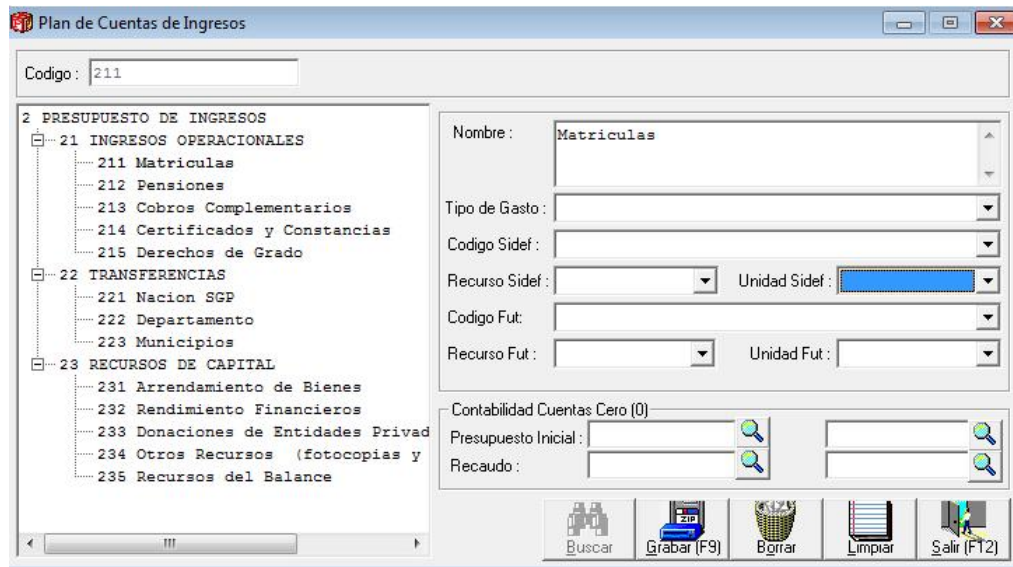 Plan de Cuentas de Ingresos
Codigo : 211
2 PRESUPUESTO DE INGRESOS
21 INGRESOS OPERACIONALES
211 Matriculas
212 Pensiones
213 Cobros Complementarios
214 Certificados y Constancias
215 Derechos de Grado
22 TRANSFERENCIAS
221 Nacion SGP
222 Departamento
223 Municipios
23 RECURSOS DE CAPITAL
231 Arrendamiento de Bienes
232 Rendimiento Financieros
233 Donaciones de Entidades Privad
234 Otros Recursos (fotocopias y
235 Recursos del Balance
Nombre : Matriculas
Tipo de Gasto :
Codigo Sidef :
Recurso Sidef : Unidad Sidef :
Codigo Fut:
Recurso Fut : Unidad Fut :
Contabilidad Cuentas Cero (0)
Presupuesto Inicial :
Recaudo :
ZIP
Buscar Grabar (F9) Borrar Limpiar Salir (F12)